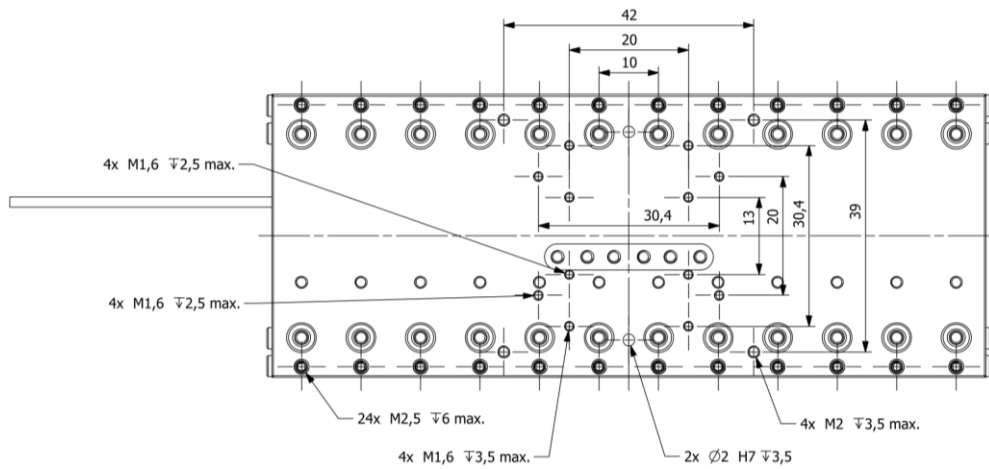 42
20
10
4x M1,6 ↧2,5 max.
30,4
13
20
30,4
39
4x M1,6 ↧2,5 max.
24x M2,5 ↧6 max.
4x M2 ↧3,5 max.
4x M1,6 ↧3,5 max.
2x ∅2 H7 ↧3,5